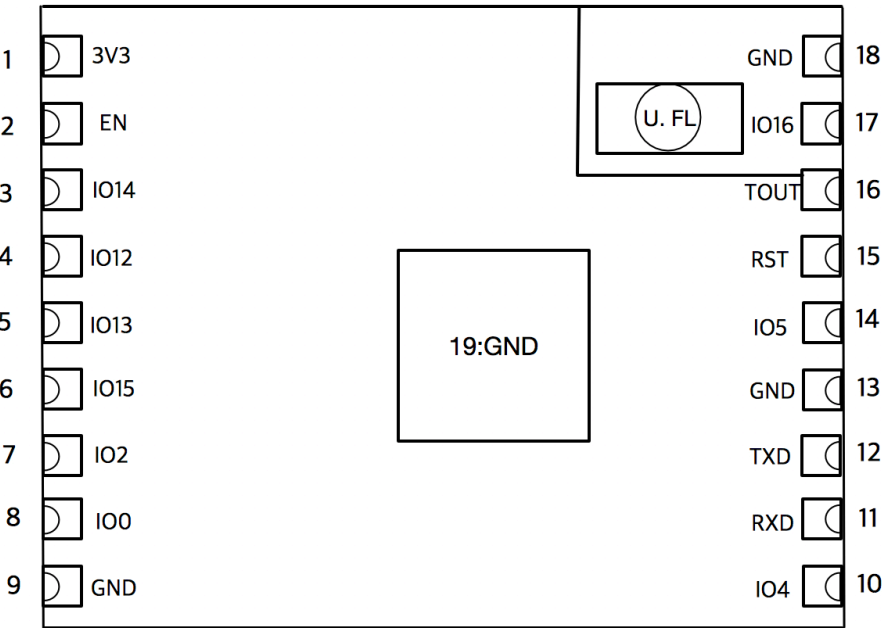 1 3V3 GND 18
2 EN U. FL IO16 17
3 IO14 TOUT 16
4 IO12 RST 15
5 IO13 IO5 14
19:GND
6 IO15 GND 13
7 IO2 TXD 12
8 IO0 RXD 11
9 GND IO4 10